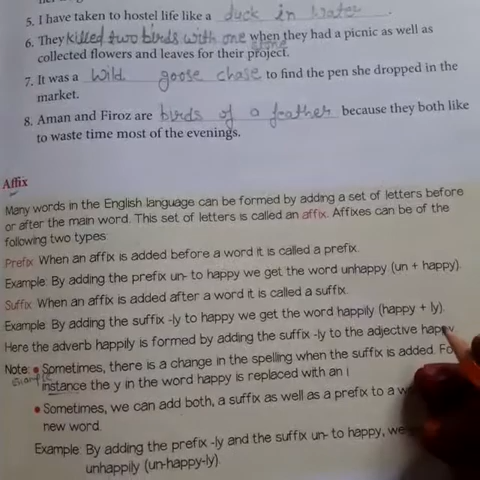 5. I have taken to hostel life like a duck in water.
6. They killed two birds with one stone when they had a picnic as well as
collected flowers and leaves for their project.
7. It was a wild goose chase to find the pen she dropped in the
market.
8. Aman and Firoz are birds of a feather because they both like
to waste time most of the evenings.
Affix
Many words in the English language can be formed by adding a set of letters before
or after the main word. This set of letters is called an affix. Affixes can be of the
following two types:
Prefix When an affix is added before a word it is called a prefix.
Example: By adding the prefix un- to happy we get the word unhappy (un + happy).
Suffix When an affix is added after a word it is called a suffix.
Example: By adding the suffix -ly to happy we get the word happily (happy + ly).
Here the adverb happily is formed by adding the suffix -ly to the adjective happy.
Note: • Sometimes, there is a change in the spelling when the suffix is added. Fo
example
instance the y in the word happy is replaced with an i
• Sometimes, we can add both, a suffix as well as a prefix to a w
new word.
Example: By adding the prefix -ly and the suffix un- to happy, we
unhappily (un-happy-ly).